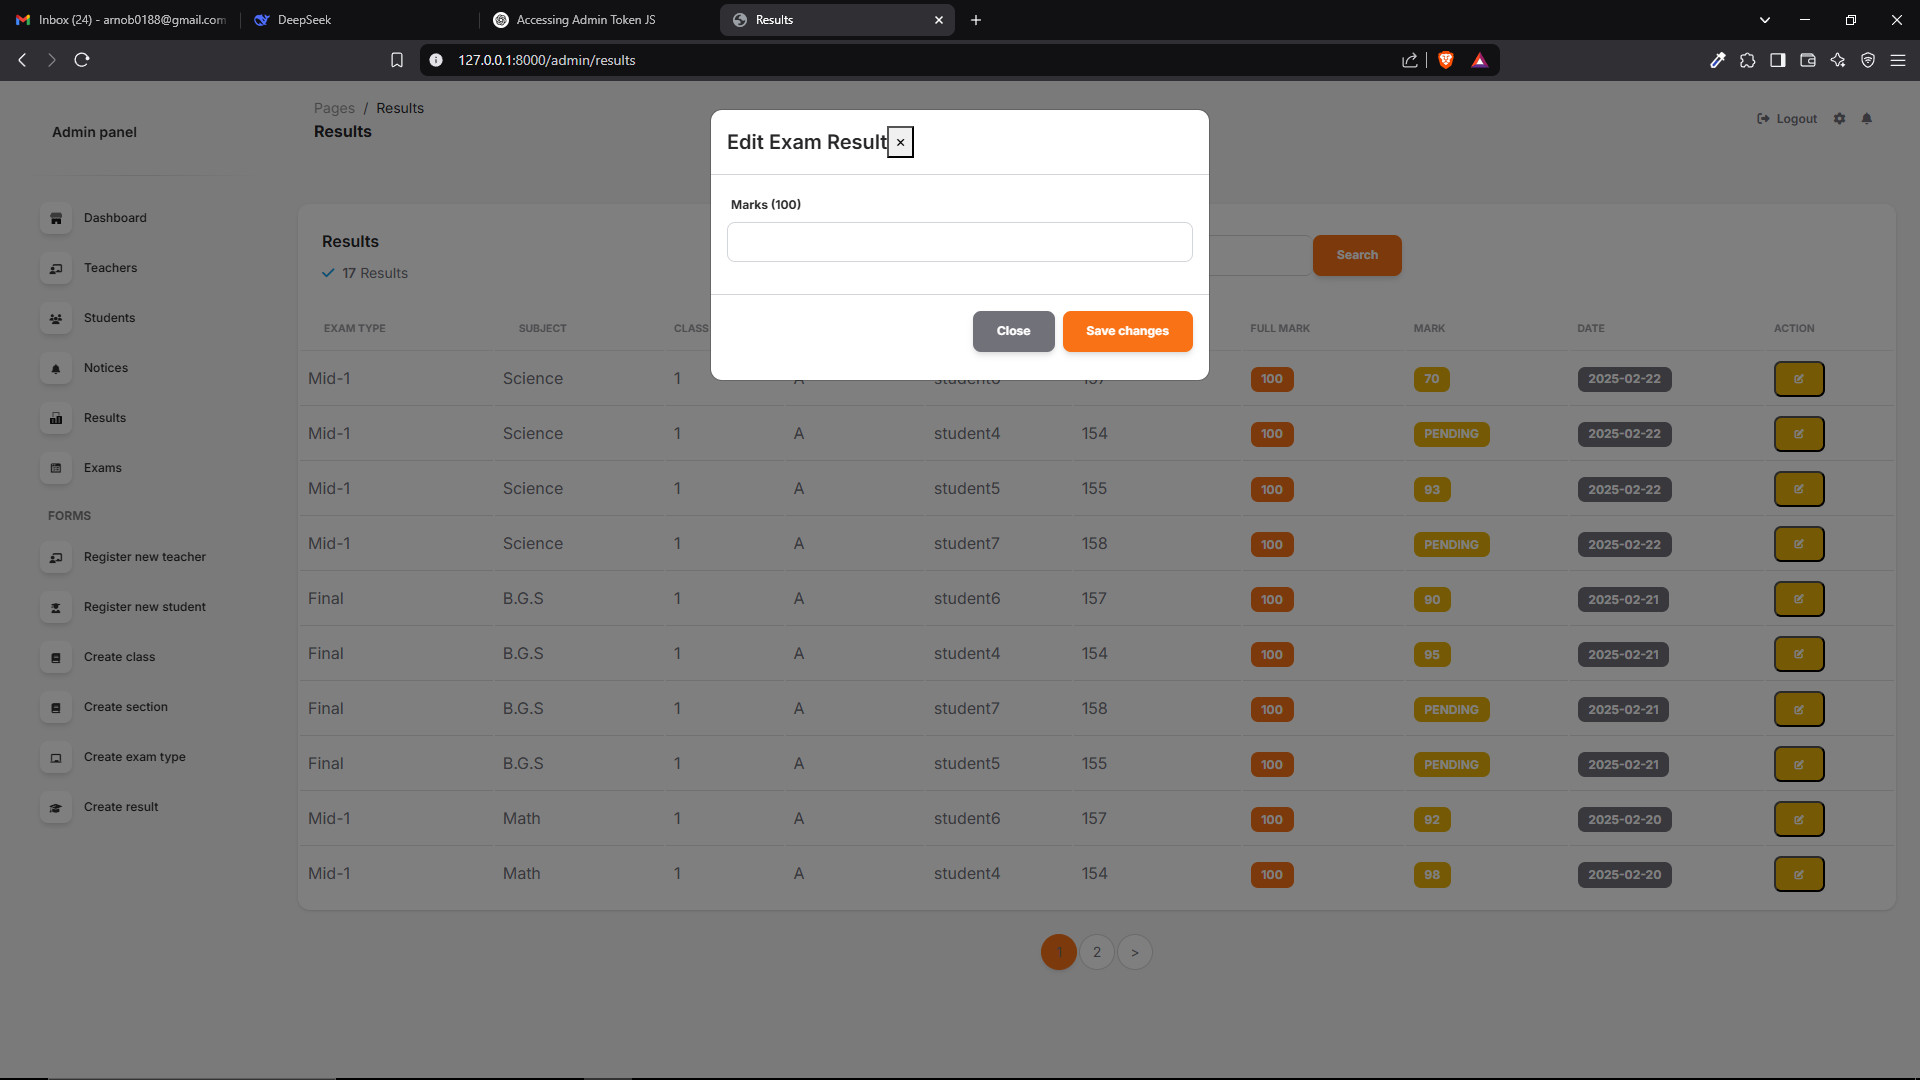 Inbox (24) - arnob0188@gmail.com
DeepSeek
Accessing Admin Token JS
Results
127.0.0.1:8000/admin/results
Admin panel
Pages / Results
Results
Logout
Edit Exam Result ×
Marks (100)
Close
Save changes
Dashboard
Teachers
Students
Notices
Results
Exams
FORMS
Register new teacher
Register new student
Create class
Create section
Create exam type
Create result
Results
17 Results
Search
EXAM TYPE SUBJECT CLASS FULL MARK MARK DATE ACTION
Mid-1 Science 1 A 100 70 2025-02-22
Mid-1 Science 1 A student4 154 100 PENDING 2025-02-22
Mid-1 Science 1 A student5 155 100 93 2025-02-22
Mid-1 Science 1 A student7 158 100 PENDING 2025-02-22
Final B.G.S 1 A student6 157 100 90 2025-02-21
Final B.G.S 1 A student4 154 100 95 2025-02-21
Final B.G.S 1 A student7 158 100 PENDING 2025-02-21
Final B.G.S 1 A student5 155 100 PENDING 2025-02-21
Mid-1 Math 1 A student6 157 100 92 2025-02-20
Mid-1 Math 1 A student4 154 100 98 2025-02-20
1 2 >